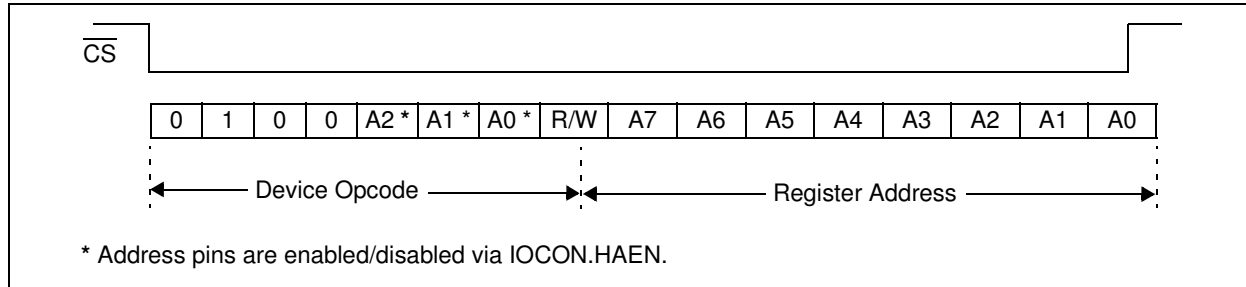 CS
0 1 0 0 A2 * A1 * A0 * R/W A7 A6 A5 A4 A3 A2 A1 A0
Device Opcode Register Address
* Address pins are enabled/disabled via IOCON.HAEN.